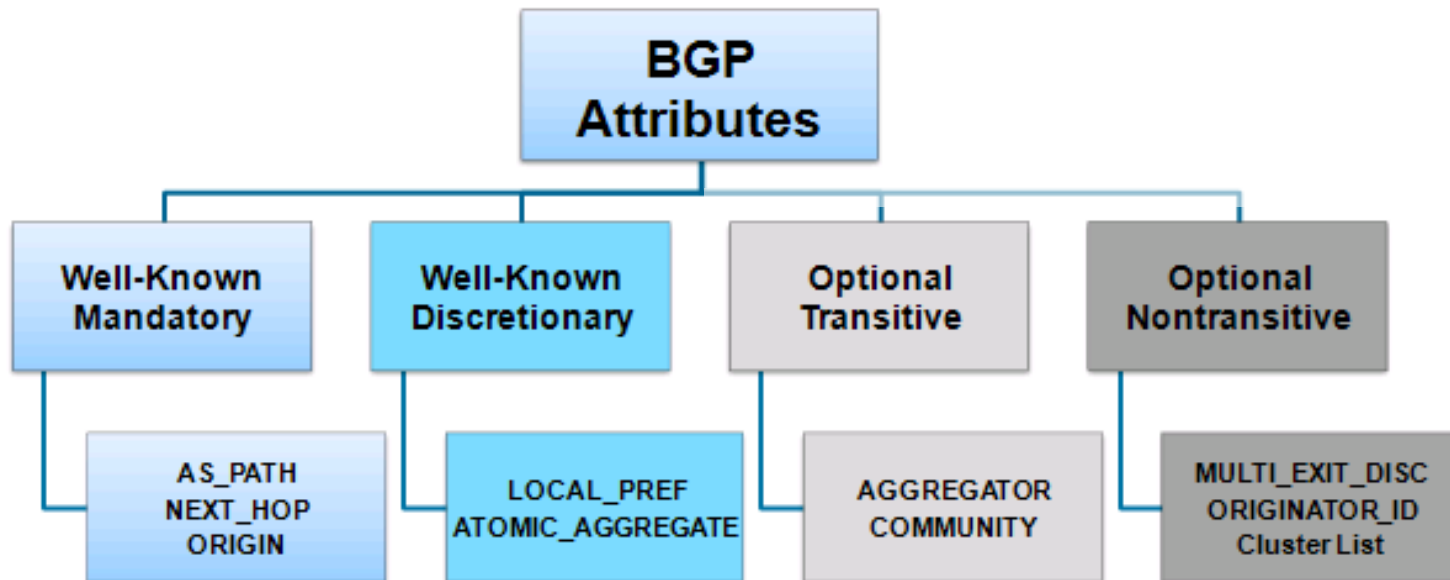 BGP
Attributes
Well-Known
Mandatory
Well-Known
Discretionary
Optional
Transitive
Optional
Nontransitive
AS_PATH
NEXT_HOP
ORIGIN
LOCAL_PREF
ATOMIC_AGGREGATE
AGGREGATOR
COMMUNITY
MULTI_EXIT_DISC
ORIGINATOR_ID
Cluster List